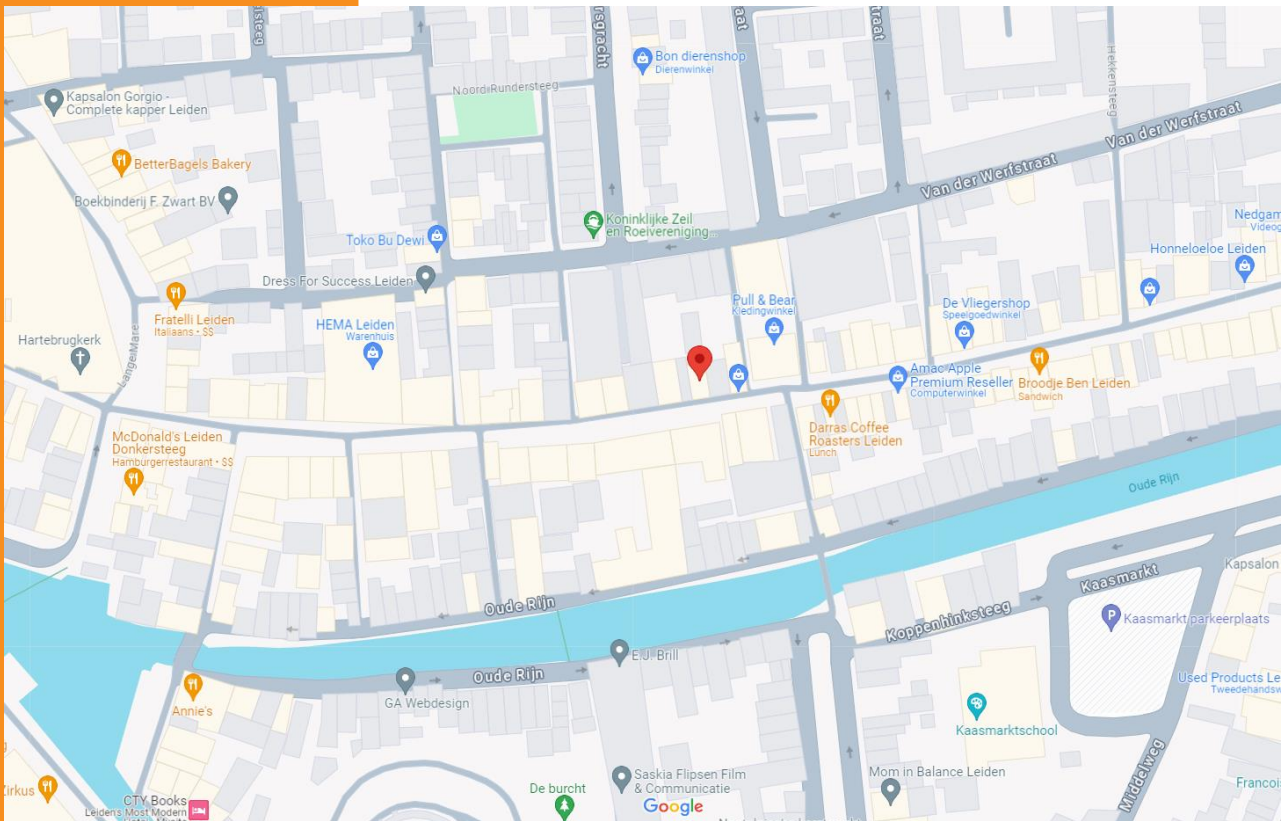 rsgracht
Bon dierenshop
Dierenwinkel
Hekkensteeg
Kapsalon Gorgio -
Complete kapper Leiden
Noord Rundersteeg
Van der Werfstraat
BetterBagels Bakery
Van der Werfstraat
Boekbinderij F. Zwart BV
Koninklijke Zeil
en Roeivereniging...
Toko Bu Dewi
Honneloeloe Leiden
Dress For Success Leiden
Fratelli Leiden
Italiaans • $$
HEMA Leiden
Warenhuis
Pull & Bear
Kledingwinkel
De Vliegershop
Speelgoedwinkel
Hartebrugkerk
Lange Mare
Amac Apple
Premium Reseller
Computerwinkel
Broodje Ben Leiden
Sandwich
Darras Coffee
Roasters Leiden
Lunch
McDonald's Leiden
Donkersteeg
Hamburgerrestaurant • $$
Oude Rijn
Kaasmarkt
Kapsalon
Oude Rijn
Koppenhinksteeg
P
Kaasmarkt parkeerplaats
E.J. Brill
Oude Rijn
GA Webdesign
Annie's
Used Products Le
Tweedehandsw
Kaasmarktschool
Middelweg
Saskia Flipsen Film
& Communicatie
Mom in Balance Leiden
De burcht
Francois
Zirkus
CTY Books
Leidens Most Modern
Google